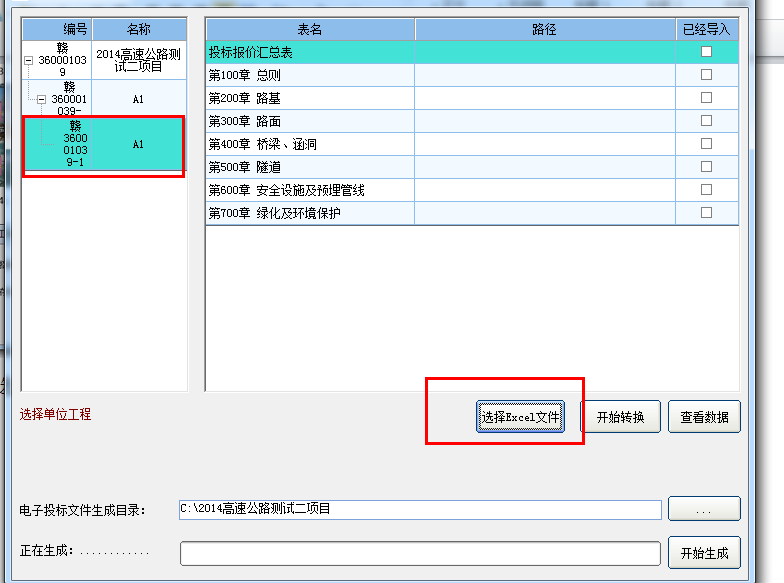 编号 名称
赣
36000103
9
2014高速公路测
试二项目
赣
360001
039-
A1
赣
3600
0103
9-1
A1
表名 路径 已经导入
投标报价汇总表
第100章 总则
第200章 路基
第300章 路面
第400章 桥梁、涵洞
第500章 隧道
第600章 安全设施及预埋管线
第700章 绿化及环境保护
选择单位工程
选择Excel文件 开始转换 查看数据
电子投标文件生成目录： C:\2014高速公路测试二项目 ...
正在生成：............ 开始生成